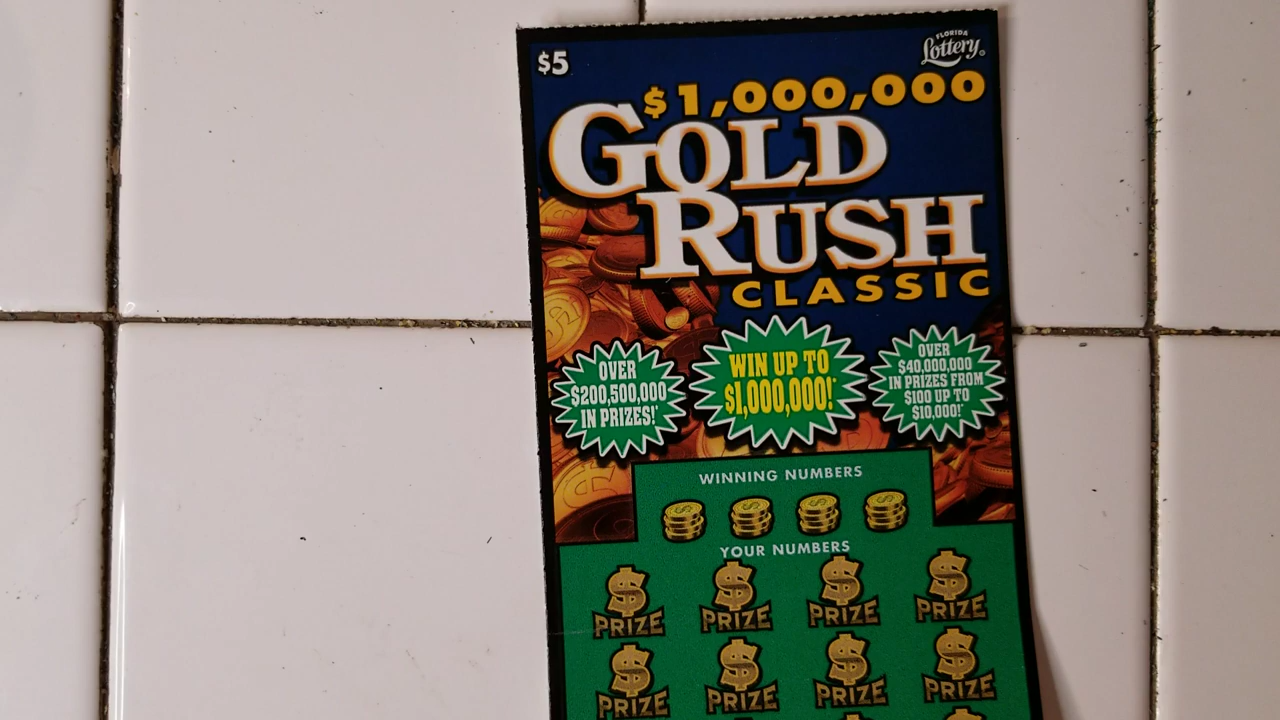 $5
FLORIDA
Lottery
$1,000,000
GOLD
RUSH
CLASSIC
OVER
$200,500,000
IN PRIZES!*
WIN UP TO
$1,000,000!*
OVER
$40,000,000
IN PRIZES FROM
$100 UP TO
$10,000!*
WINNING NUMBERS
YOUR NUMBERS
$ $ $ $
PRIZE PRIZE PRIZE PRIZE
$ $ $ $
PRIZE PRIZE PRIZE PRIZE